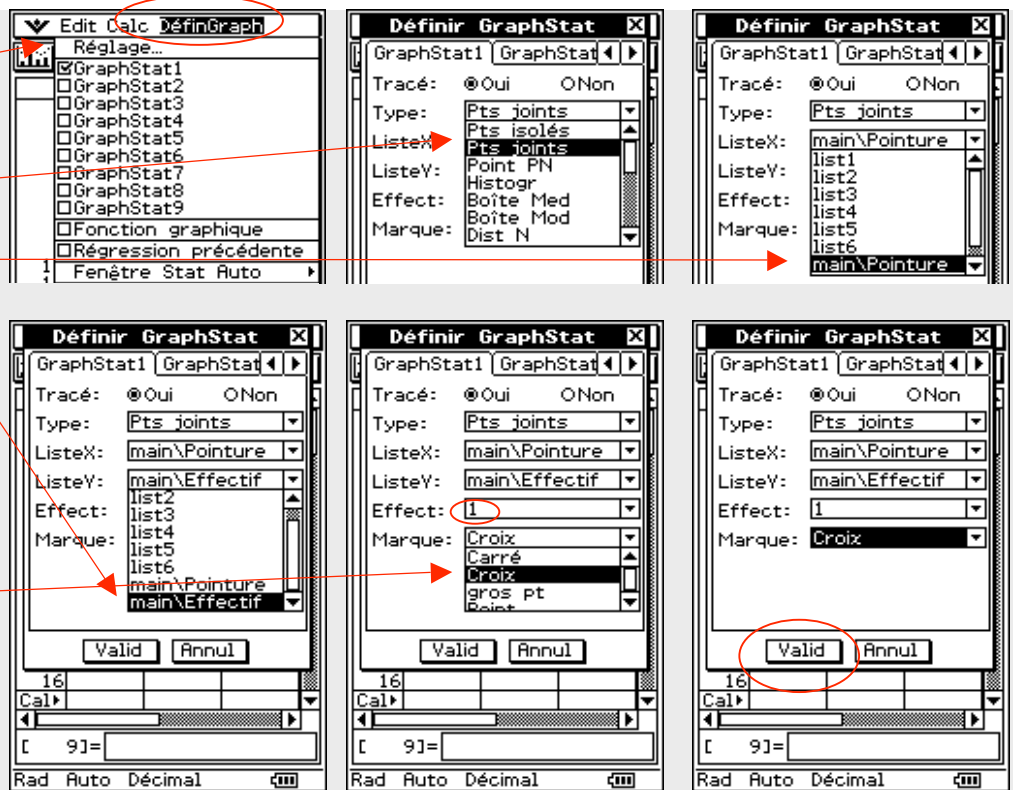 Edit Calc DéfinGraph
Réglage...
GraphStat1
GraphStat2
GraphStat3
GraphStat4
GraphStat5
GraphStat6
GraphStat7
GraphStat8
GraphStat9
Fonction graphique
Régression précédente
1 Fenêtre Stat Auto
Définir GraphStat
GraphStat1 GraphStat
Tracé: Oui Non
Type: Pts joints
Pts isolés
ListeX: Pts joints
Point PN
ListeY: Histogr
Effect: Boîte Med
Boîte Mod
Marque: Dist N
Définir GraphStat
GraphStat1 GraphStat
Tracé: Oui Non
Type: Pts joints
ListeX: main\Pointure
list1
ListeY: list2
list3
Effect: list4
Marque: list5
list6
main\Pointure
Définir GraphStat
GraphStat1 GraphStat
Tracé: Oui Non
Type: Pts joints
ListeX: main\Pointure
ListeY: main\Effectif
list2
Effect: list3
list4
Marque: list5
list6
main\Pointure
main\Effectif
Valid Annul
16
Cal
[ 9]=
Rad Auto Décimal
Définir GraphStat
GraphStat1 GraphStat
Tracé: Oui Non
Type: Pts joints
ListeX: main\Pointure
ListeY: main\Effectif
Effect: 1
Marque: Croix
Carré
Croix
gros pt
Point
Valid Annul
16
Cal
[ 9]=
Rad Auto Décimal
Définir GraphStat
GraphStat1 GraphStat
Tracé: Oui Non
Type: Pts joints
ListeX: main\Pointure
ListeY: main\Effectif
Effect: 1
Marque: Croix
Valid Annul
16
Cal
[ 9]=
Rad Auto Décimal